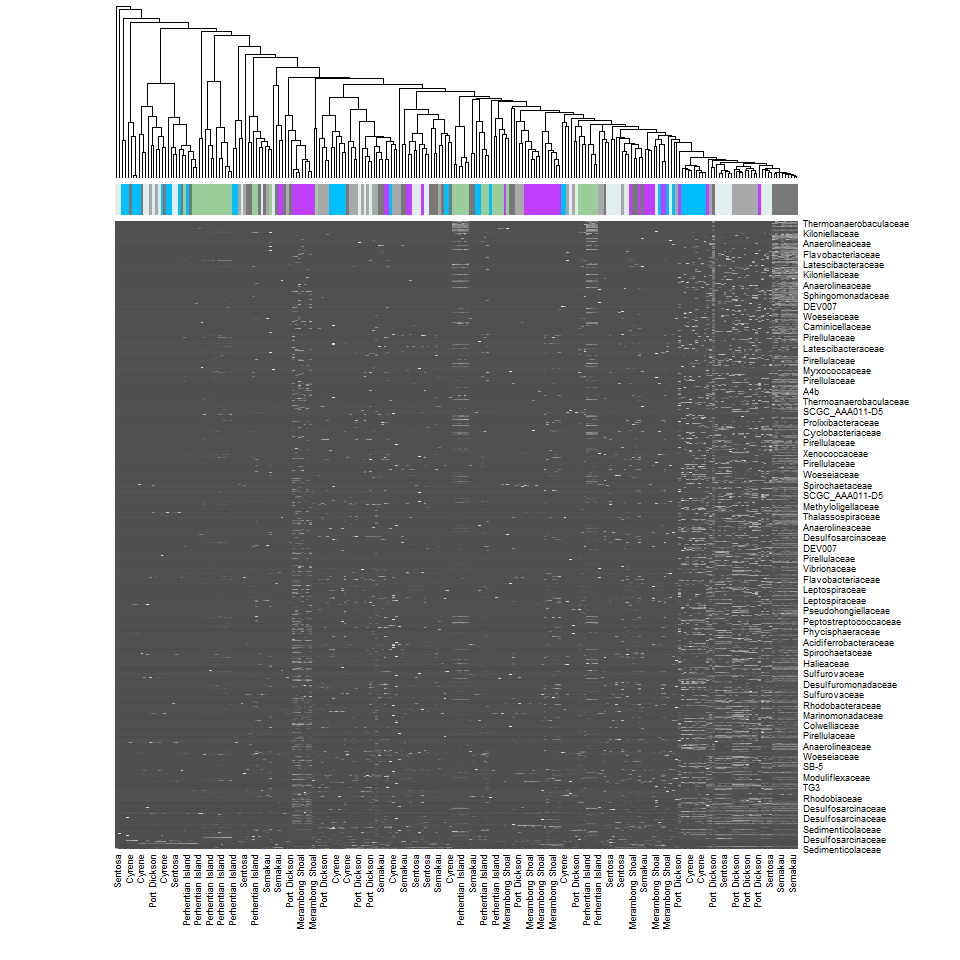 Thermoanaerobaculaceae
Kiloniellaceae
Anaerolineaceae
Flavobacteriaceae
Latescibacteraceae
Kiloniellaceae
Anaerolineaceae
Sphingomonadaceae
DEV007
Woeseiaceae
Caminicellaceae
Pirellulaceae
Latescibacteraceae
Pirellulaceae
Myxococcaceae
Pirellulaceae
A4b
Thermoanaerobaculaceae
SCGC_AAA011-D5
Prolixibacteraceae
Cyclobacteriaceae
Pirellulaceae
Xenococcaceae
Pirellulaceae
Woeseiaceae
Spirochaetaceae
SCGC_AAA011-D5
Methyloligellaceae
Thalassospiraceae
Anaerolineaceae
Desulfosarcinaceae
DEV007
Pirellulaceae
Vibrionaceae
Flavobacteriaceae
Leptospiraceae
Leptospiraceae
Pseudohongiellaceae
Peptostreptococcaceae
Phycisphaeraceae
Acidiferrobacteraceae
Spirochaetaceae
Halieaceae
Sulfurovaceae
Desulfuromonadaceae
Sulfurovaceae
Rhodobacteraceae
Marinomonadaceae
Colwelliaceae
Pirellulaceae
Anaerolineaceae
Woeseiaceae
SB-5
Moduliflexaceae
TG3
Rhodobiaceae
Desulfosarcinaceae
Desulfosarcinaceae
Sedimenticolaceae
Desulfosarcinaceae
Sedimenticolaceae
Sentosa
Cyrene
Cyrene
Port Dickson
Cyrene
Sentosa
Perhentian Island
Perhentian Island
Perhentian Island
Perhentian Island
Perhentian Island
Sentosa
Perhentian Island
Semakau
Semakau
Port Dickson
Merambong Shoal
Merambong Shoal
Port Dickson
Cyrene
Cyrene
Port Dickson
Port Dickson
Semakau
Cyrene
Semakau
Sentosa
Sentosa
Semakau
Cyrene
Perhentian Island
Semakau
Perhentian Island
Perhentian Island
Merambong Shoal
Port Dickson
Merambong Shoal
Merambong Shoal
Merambong Shoal
Cyrene
Port Dickson
Perhentian Island
Perhentian Island
Sentosa
Sentosa
Merambong Shoal
Semakau
Merambong Shoal
Merambong Shoal
Port Dickson
Cyrene
Cyrene
Port Dickson
Sentosa
Port Dickson
Port Dickson
Port Dickson
Sentosa
Semakau
Semakau